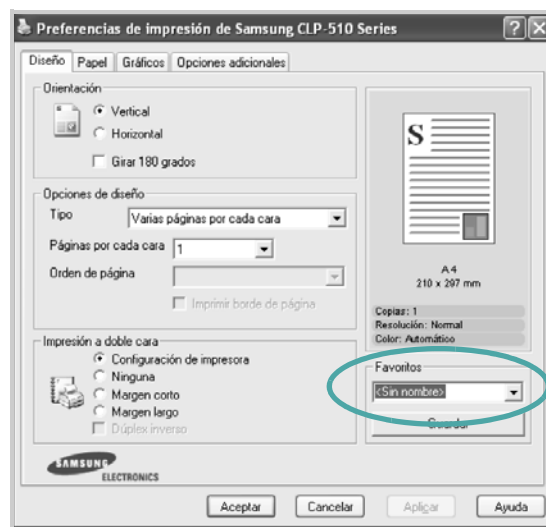 Preferencias de impresión de Samsung CLP-510 Series
Diseño Papel Gráficos Opciones adicionales
Orientación
Vertical
Horizontal
Girar 180 grados
Opciones de diseño
Tipo Varias páginas por cada cara
Páginas por cada cara 1
Orden de página
Imprimir borde de página
Impresión a doble cara
Configuración de impresora
Ninguna
Margen corto
Margen largo
Dúplex inverso
S
A4
210 x 297 mm
Copias: 1
Resolución: Normal
Color: Automático
Favoritos
<Sin nombre>
Guardar
SAMSUNG
ELECTRONICS
Aceptar Cancelar Aplicar Ayuda